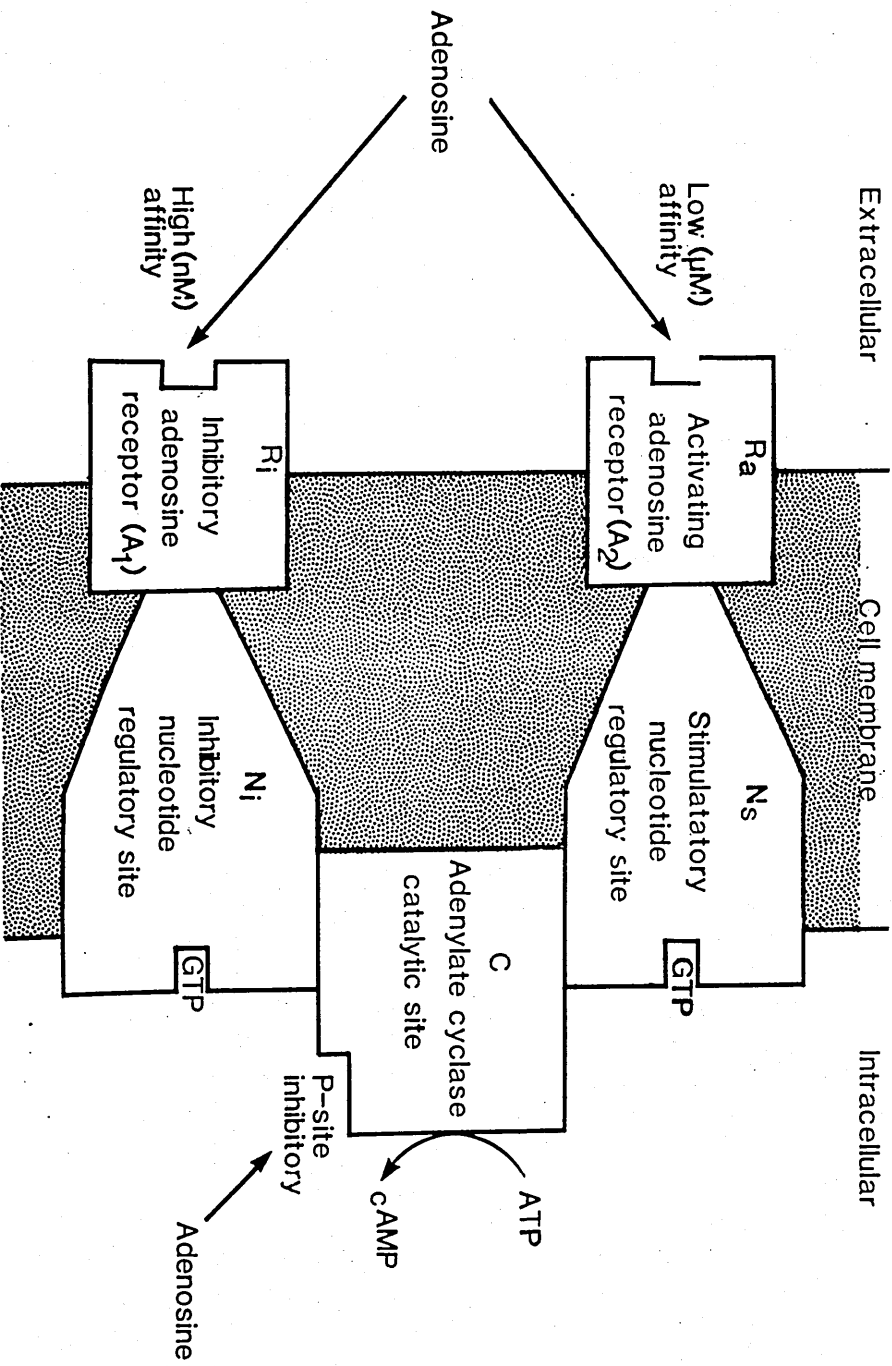 Extracellular
Cell membrane
Intracellular
Adenosine
Low (µM)
affinity
High (nM)
affinity
Ra
Activating
adenosine
receptor (A2)
Ns
Stimulatatory
nucleotide
regulatory site
GTP
C
Adenylate cyclase
catalytic site
ATP
cAMP
P-site
inhibitory
Adenosine
Ri
Inhibitory
adenosine
receptor (A1)
Ni
Inhibitory
nucleotide
regulatory site
GTP